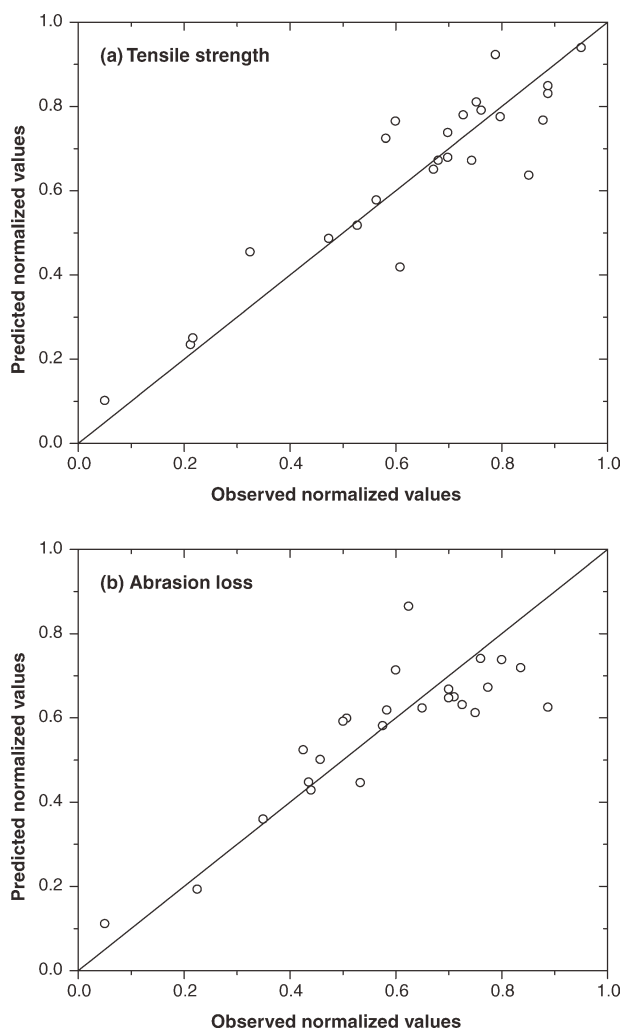 (a) Tensile strength
1.0
0.8
0.6
0.4
0.2
0.0
Predicted normalized values
0.0 0.2 0.4 0.6 0.8 1.0
Observed normalized values
(b) Abrasion loss
1.0
0.8
0.6
0.4
0.2
0.0
Predicted normalized values
0.0 0.2 0.4 0.6 0.8 1.0
Observed normalized values